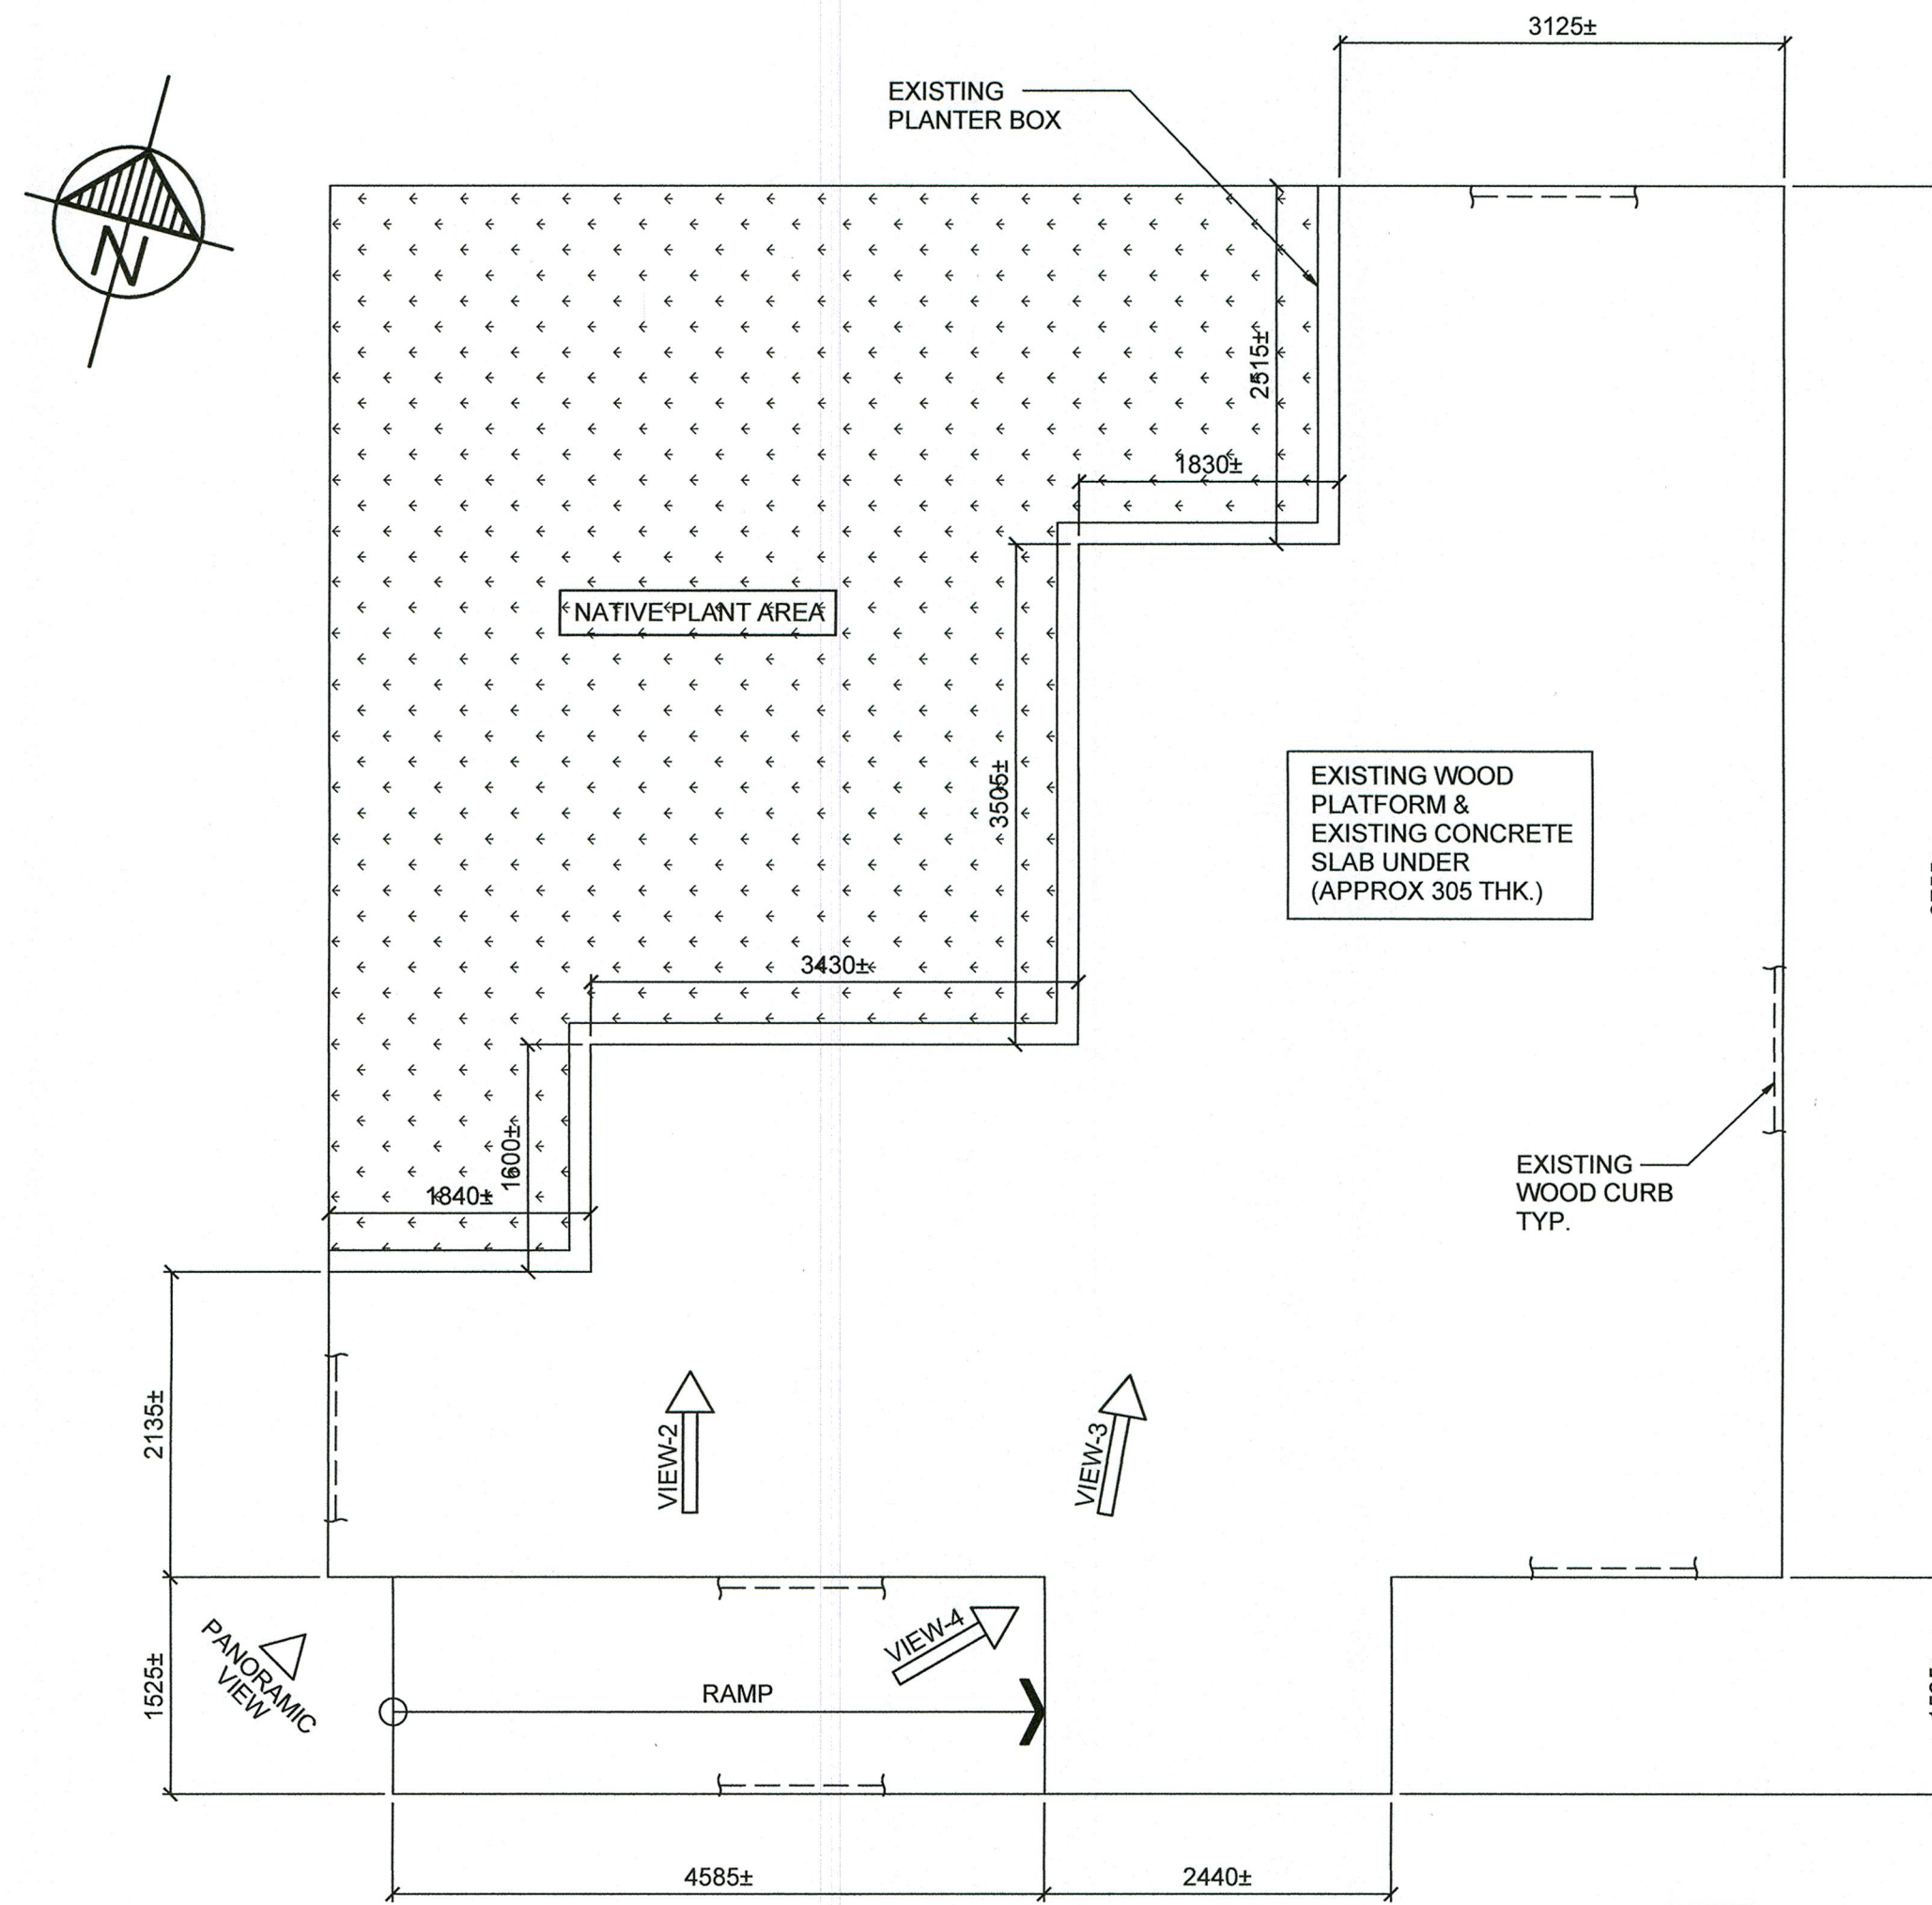 3125±
EXISTING
PLANTER BOX
N
2515±
1830±
NATIVE PLANT AREA
EXISTING WOOD
PLATFORM &
EXISTING CONCRETE
SLAB UNDER
(APPROX 305 THK.)
3505±
3430±
1600±
1840±
EXISTING
WOOD CURB
TYP.
2135±
VIEW-2
VIEW-3
VIEW-4
PANORAMIC
VIEW
1525±
RAMP
4585±
2440±